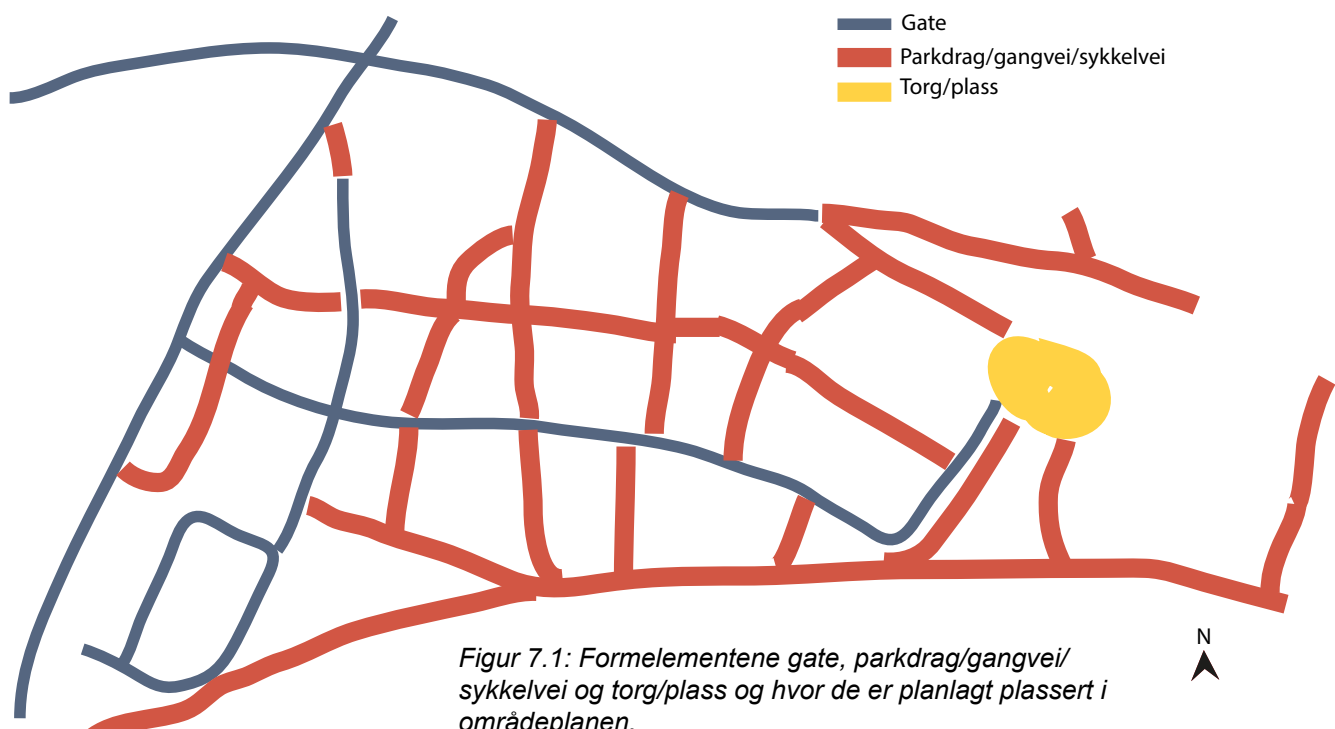 Gate
Parkdrag/gangvei/sykkelvei
Torg/plass
N
Figur 7.1: Formelementene gate, parkdrag/gangvei/
sykkelvei og torg/plass og hvor de er planlagt plassert i
områdeplanen.